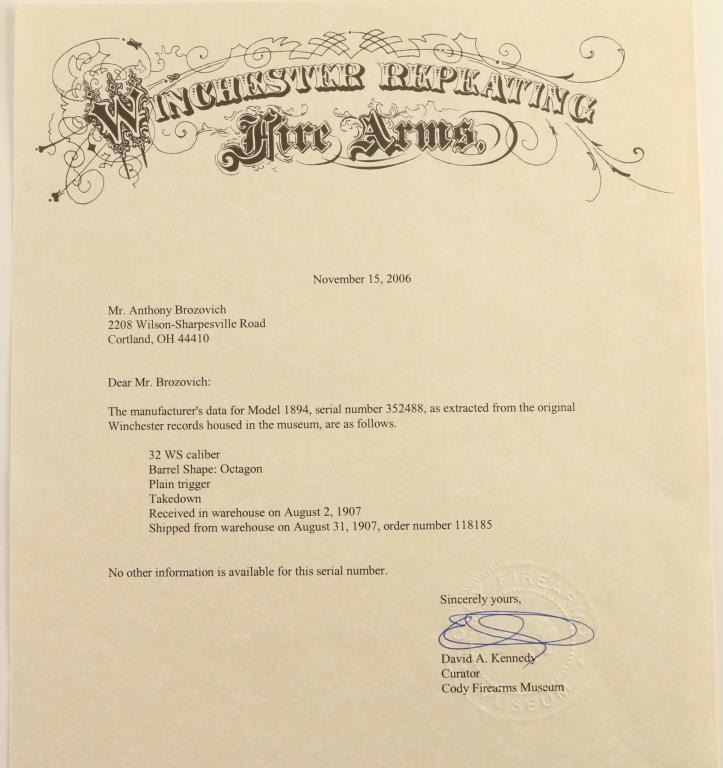 WINCHESTER REPEATING
Fire Arms,
November 15, 2006
Mr. Anthony Brozovich
2208 Wilson-Sharpesville Road
Cortland, OH 44410
Dear Mr. Brozovich:
The manufacturer's data for Model 1894, serial number 352488, as extracted from the original
Winchester records housed in the museum, are as follows.
32 WS caliber
Barrel Shape: Octagon
Plain trigger
Takedown
Received in warehouse on August 2, 1907
Shipped from warehouse on August 31, 1907, order number 118185
No other information is available for this serial number.
Sincerely yours,
David A. Kennedy
Curator
Cody Firearms Museum
FIREARMS
MUSEUM